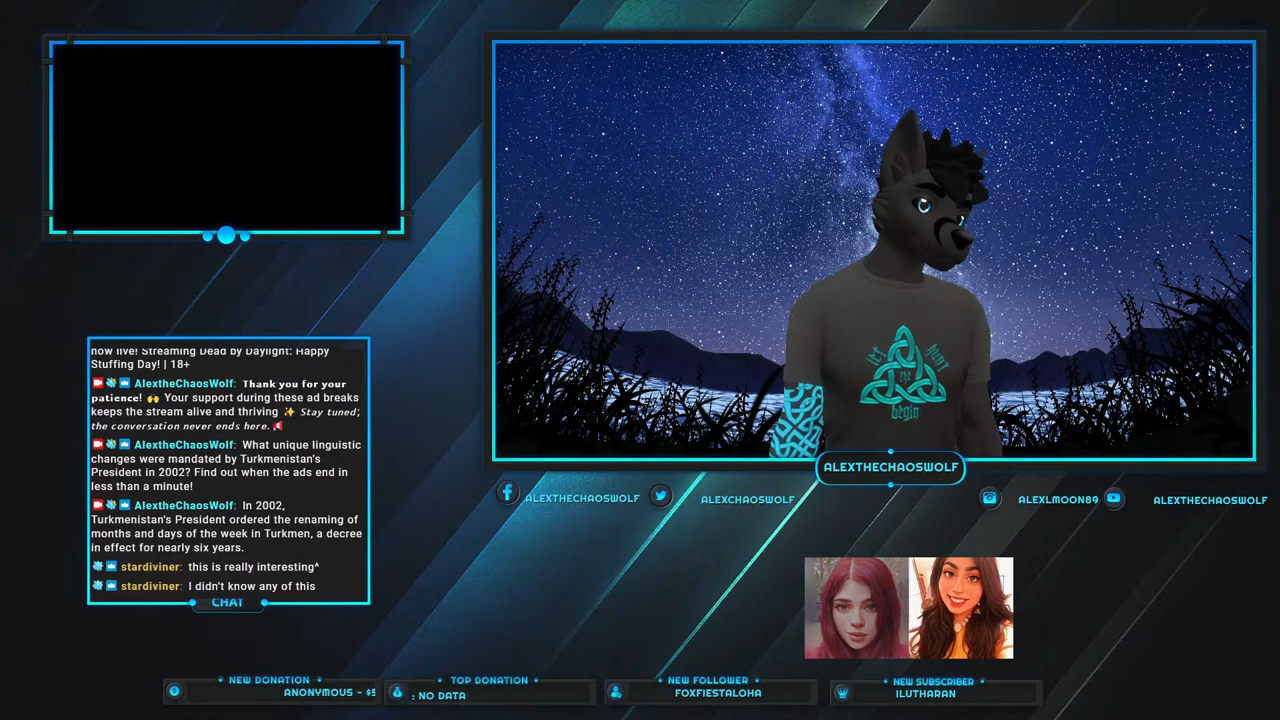 now live! Streaming Dead by Daylight: Happy
Stuffing Day! | 18+
AlextheChaosWolf: Thank you for your
patience! 🙌 Your support during these ad breaks
keeps the stream alive and thriving ✨ Stay tuned;
the conversation never ends here.📢
AlextheChaosWolf: What unique linguistic
changes were mandated by Turkmenistan's
President in 2002? Find out when the ads end in
less than a minute!
AlextheChaosWolf: In 2002,
Turkmenistan's President ordered the renaming of
months and days of the week in Turkmen, a decree
in effect for nearly six years.
stardiviner: this is really interesting^
stardiviner: I didn't know any of this
CHAT
let the hunt
begin
ALEXTHECHAOSWOLF
ALEXTHECHAOSWOLF
ALEXCHAOSWOLF
ALEXLMOON89
ALEXTHECHAOSWOLF
NEW DONATION
ANONYMOUS - $5
TOP DONATION
: NO DATA
NEW FOLLOWER
FOXFIESTALOHA
NEW SUBSCRIBER
ILUTHARAN